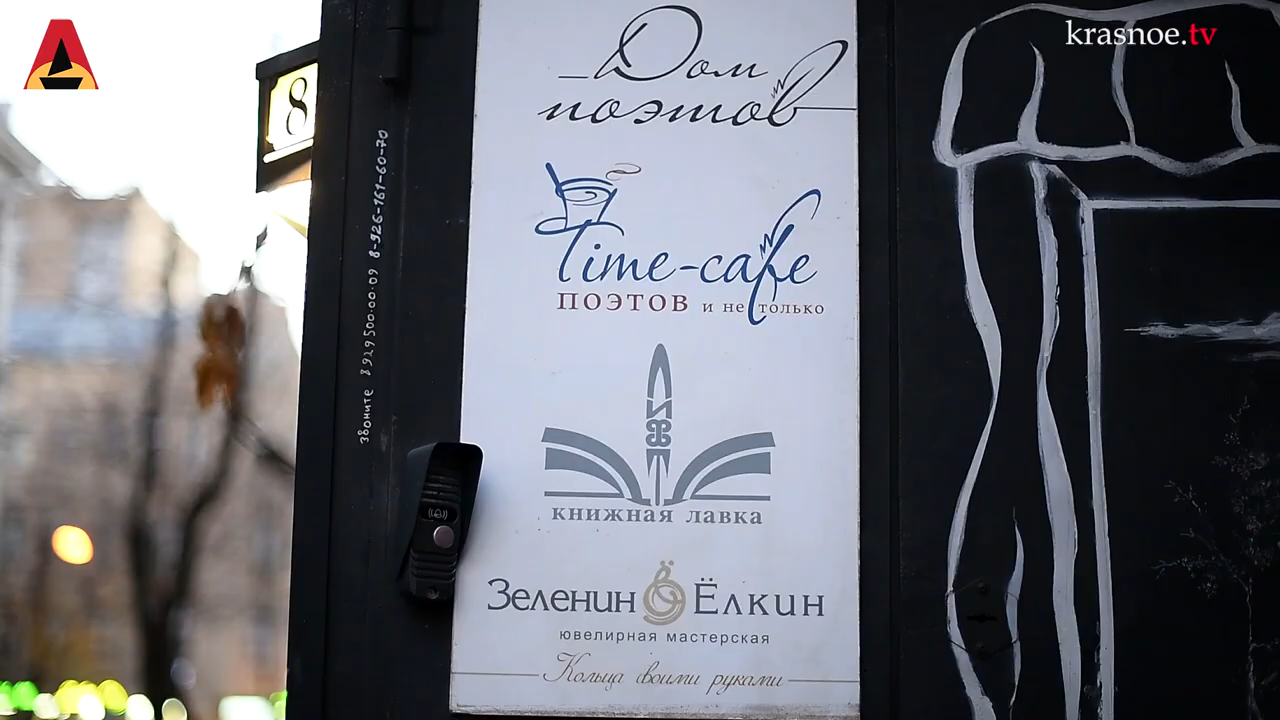 krasnoe.tv
8
звоните 8 929 500-00-09 8-926-161-60-70
Дом
поэтов
Time-cafe
поэтов и не только
книжная лавка
Зеленин Ёлкин
ювелирная мастерская
Кольца своими руками